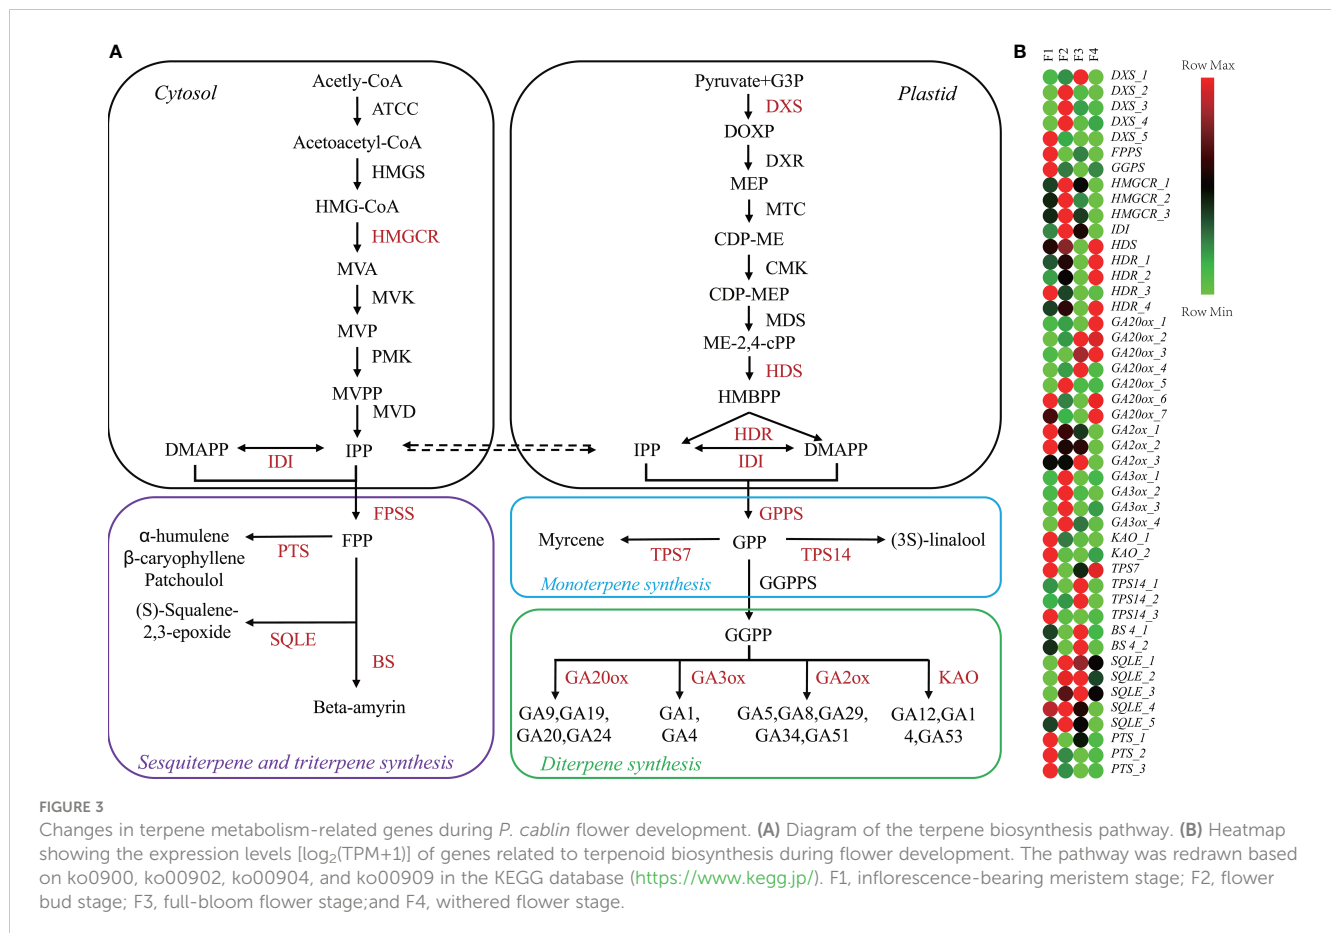 A
Cytosol
Acetly-CoA
ATCC
Acetoacetyl-CoA
HMGS
HMG-CoA
HMGCR
MVA
MVK
MVP
PMK
MVPP
MVD
DMAPP
IDI
IPP
Plastid
Pyruvate+G3P
DXS
DOXP
DXR
MEP
MTC
CDP-ME
CMK
CDP-MEP
MDS
ME-2,4-cPP
HDS
HMBPP
HDR
IPP
IDI
DMAPP
FPSS
α-humulene
β-caryophyllene
Patchoulol
PTS
FPP
(S)-Squalene-
2,3-epoxide
SQLE
BS
Beta-amyrin
Sesquiterpene and triterpene synthesis
GPPS
Myrcene
TPS7
GPP
TPS14
(3S)-linalool
Monoterpene synthesis
GGPPS
GGPP
GA20ox
GA3ox
GA2ox
KAO
GA9,GA19,
GA20,GA24
GA1,
GA4
GA5,GA8,GA29,
GA34,GA51
GA12,GA1
4,GA53
Diterpene synthesis
B
F1
F2
F3
F4
DXS_1
DXS_2
DXS_3
DXS_4
DXS_5
FPPS
GGPS
HMGCR_1
HMGCR_2
HMGCR_3
IDI
HDS
HDR_1
HDR_2
HDR_3
HDR_4
GA20ox_1
GA20ox_2
GA20ox_3
GA20ox_4
GA20ox_5
GA20ox_6
GA20ox_7
GA2ox_1
GA2ox_2
GA2ox_3
GA3ox_1
GA3ox_2
GA3ox_3
GA3ox_4
KAO_1
KAO_2
TPS7
TPS14_1
TPS14_2
TPS14_3
BS 4_1
BS 4_2
SQLE_1
SQLE_2
SQLE_3
SQLE_4
SQLE_5
PTS_1
PTS_2
PTS_3
Row Max
Row Min
FIGURE 3
Changes in terpene metabolism-related genes during P. cablin flower development. (A) Diagram of the terpene biosynthesis pathway. (B) Heatmap
showing the expression levels [log₂(TPM+1)] of genes related to terpenoid biosynthesis during flower development. The pathway was redrawn based
on ko0900, ko00902, ko00904, and ko00909 in the KEGG database (https://www.kegg.jp/). F1, inflorescence-bearing meristem stage; F2, flower
bud stage; F3, full-bloom flower stage;and F4, withered flower stage.